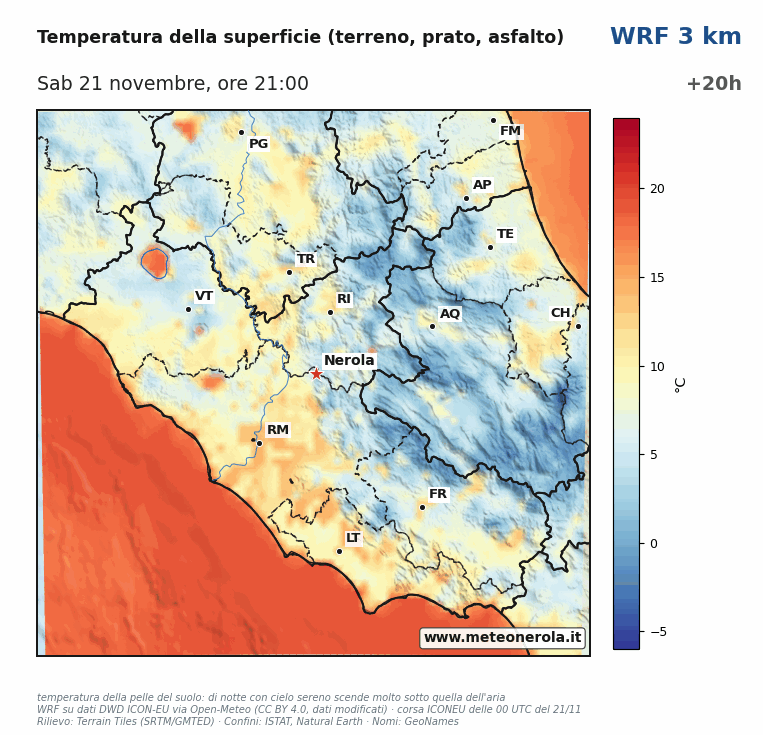 Temperatura della superficie (terreno, prato, asfalto)
WRF 3 km
Sab 21 novembre, ore 21:00
+20h
FM
PG
AP
TE
TR
VT
RI
AQ
CH.
Nerola
RM
FR
LT
www.meteonerola.it
20
15
10
5
0
−5
°C
temperatura della pelle del suolo: di notte con cielo sereno scende molto sotto quella dell'aria
WRF su dati DWD ICON-EU via Open-Meteo (CC BY 4.0, dati modificati) · corsa ICONEU delle 00 UTC del 21/11
Rilievo: Terrain Tiles (SRTM/GMTED) · Confini: ISTAT, Natural Earth · Nomi: GeoNames